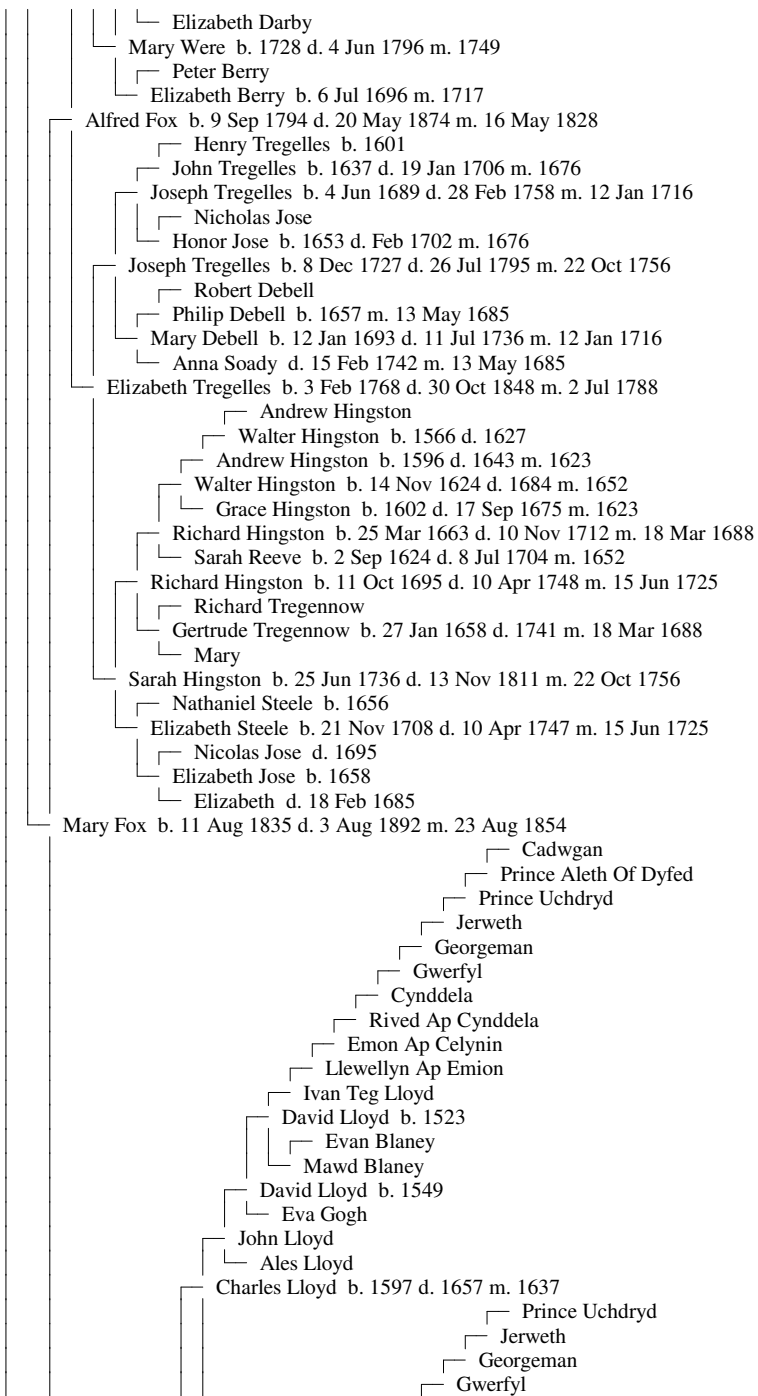 Elizabeth Darby
Mary Were b. 1728 d. 4 Jun 1796 m. 1749
Peter Berry
Elizabeth Berry b. 6 Jul 1696 m. 1717
Alfred Fox b. 9 Sep 1794 d. 20 May 1874 m. 16 May 1828
Henry Tregelles b. 1601
John Tregelles b. 1637 d. 19 Jan 1706 m. 1676
Joseph Tregelles b. 4 Jun 1689 d. 28 Feb 1758 m. 12 Jan 1716
Nicholas Jose
Honor Jose b. 1653 d. Feb 1702 m. 1676
Joseph Tregelles b. 8 Dec 1727 d. 26 Jul 1795 m. 22 Oct 1756
Robert Debell
Philip Debell b. 1657 m. 13 May 1685
Mary Debell b. 12 Jan 1693 d. 11 Jul 1736 m. 12 Jan 1716
Anna Soady d. 15 Feb 1742 m. 13 May 1685
Elizabeth Tregelles b. 3 Feb 1768 d. 30 Oct 1848 m. 2 Jul 1788
Andrew Hingston
Walter Hingston b. 1566 d. 1627
Andrew Hingston b. 1596 d. 1643 m. 1623
Walter Hingston b. 14 Nov 1624 d. 1684 m. 1652
Grace Hingston b. 1602 d. 17 Sep 1675 m. 1623
Richard Hingston b. 25 Mar 1663 d. 10 Nov 1712 m. 18 Mar 1688
Sarah Reeve b. 2 Sep 1624 d. 8 Jul 1704 m. 1652
Richard Hingston b. 11 Oct 1695 d. 10 Apr 1748 m. 15 Jun 1725
Richard Tregennow
Gertrude Tregennow b. 27 Jan 1658 d. 1741 m. 18 Mar 1688
Mary
Sarah Hingston b. 25 Jun 1736 d. 13 Nov 1811 m. 22 Oct 1756
Nathaniel Steele b. 1656
Elizabeth Steele b. 21 Nov 1708 d. 10 Apr 1747 m. 15 Jun 1725
Nicolas Jose d. 1695
Elizabeth Jose b. 1658
Elizabeth d. 18 Feb 1685
Mary Fox b. 11 Aug 1835 d. 3 Aug 1892 m. 23 Aug 1854
Cadwgan
Prince Aleth Of Dyfed
Prince Uchdryd
Jerweth
Georgeman
Gwerfyl
Cynddela
Rived Ap Cynddela
Emon Ap Celynin
Llewellyn Ap Emion
Ivan Teg Lloyd
David Lloyd b. 1523
Evan Blaney
Mawd Blaney
David Lloyd b. 1549
Eva Gogh
John Lloyd
Ales Lloyd
Charles Lloyd b. 1597 d. 1657 m. 1637
Prince Uchdryd
Jerweth
Georgeman
Gwerfyl